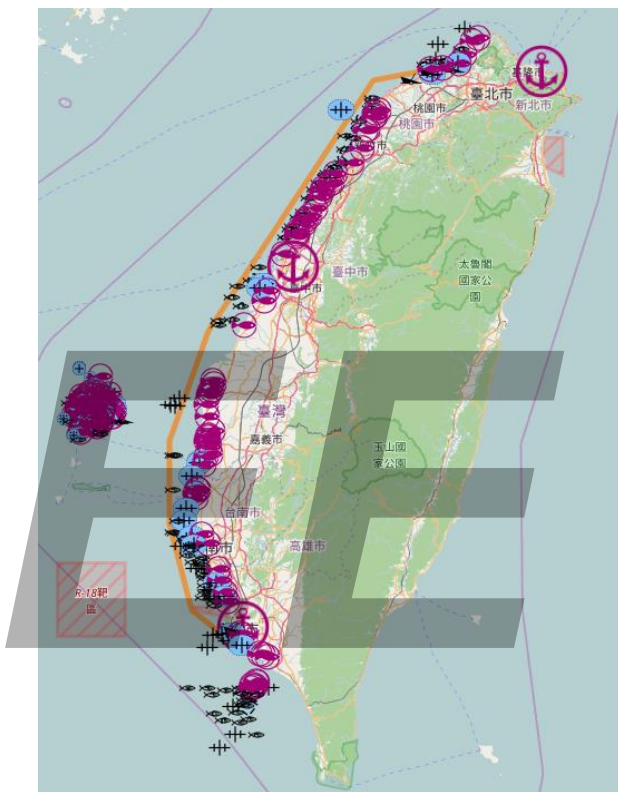 基隆市
臺北市
新北市
桃園市
桃園市
臺中市
太魯閣
國家公
園
臺灣
嘉義市
玉山國
家公園
台南市
高雄市
R-18靶
區
EE